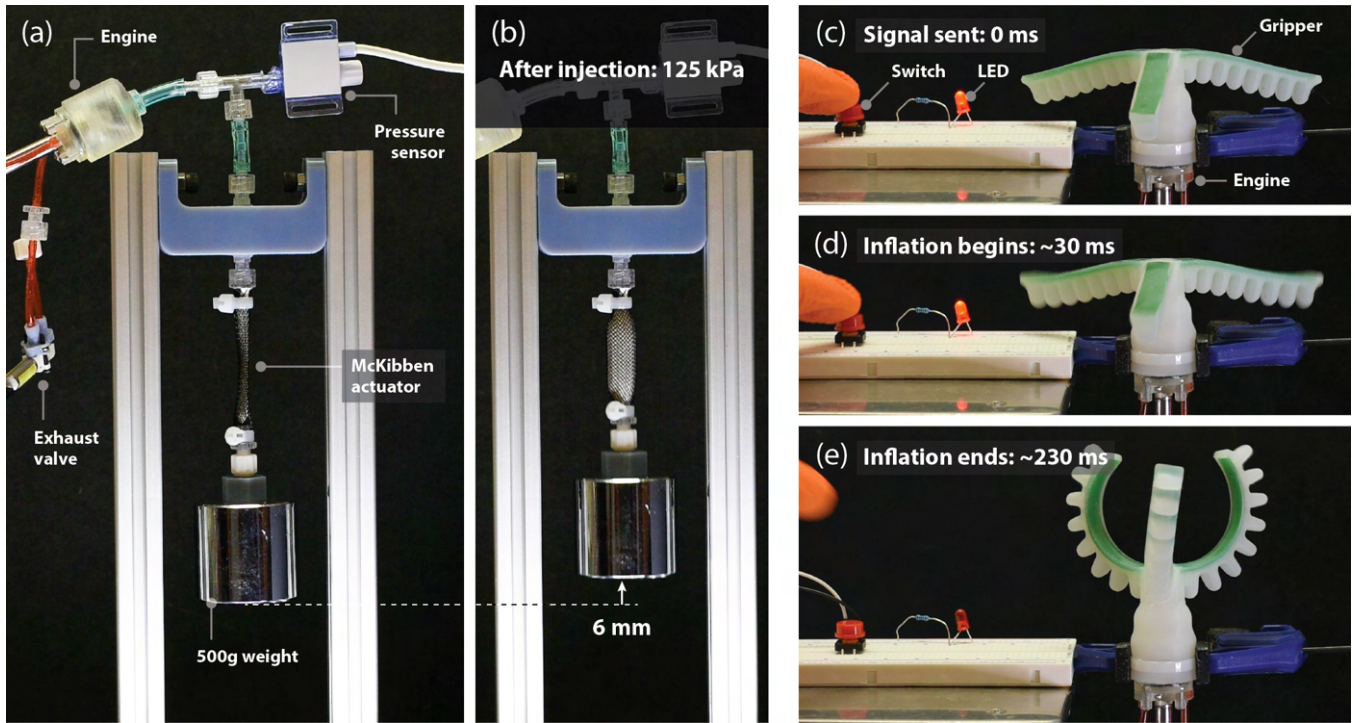 (a)
Engine
Pressure
sensor
McKibben
actuator
Exhaust
valve
500g weight
(b)
After injection: 125 kPa
6 mm
(c) Signal sent: 0 ms
Gripper
Switch
LED
Engine
(d) Inflation begins: ~30 ms
(e) Inflation ends: ~230 ms